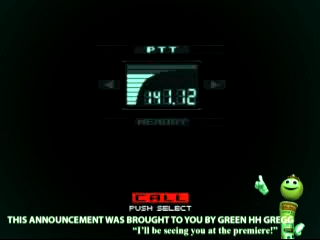 PTT
141.12
MEMORY
CALL
PUSH SELECT
THIS ANNOUNCEMENT WAS BROUGHT TO YOU BY GREEN HH GREGG
"I'll be seeing you at the premiere!"